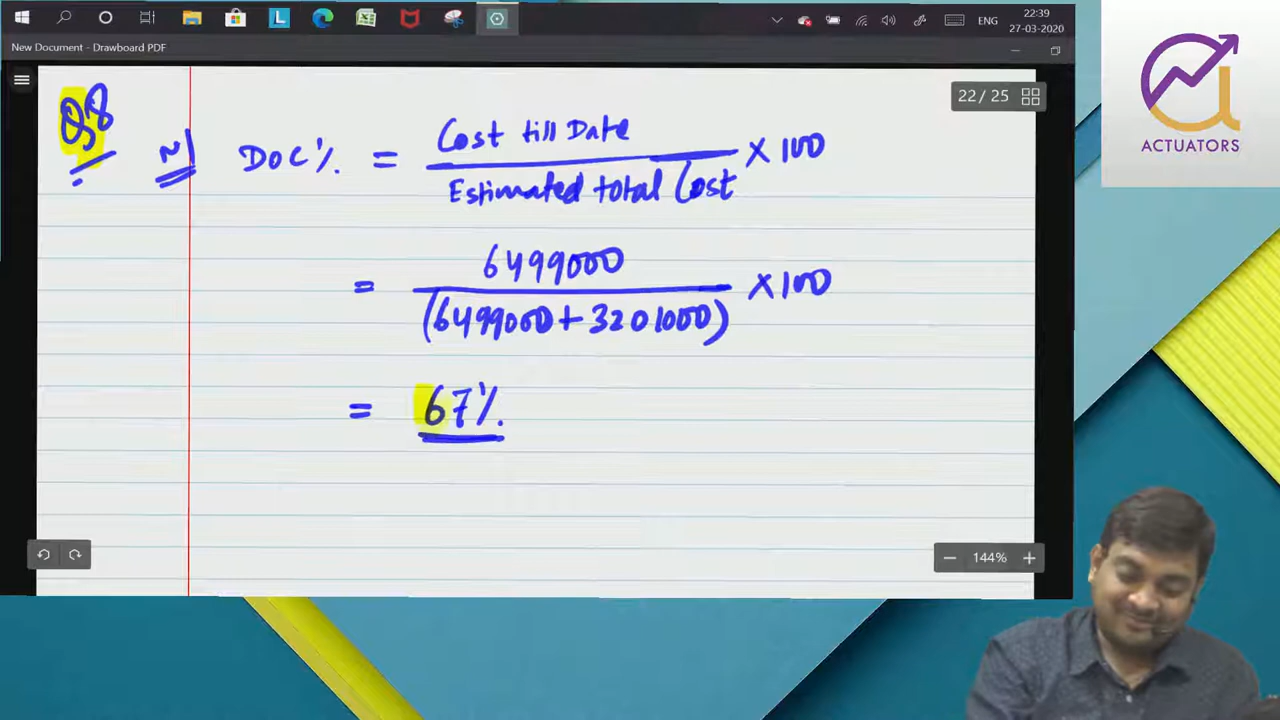 22:39
L
ENG
27-03-2020
New Document - Drawboard PDF
22 / 25
Q8
N1 DOC% = Cost till Date
Estimated total Cost × 100
= 6499000
(6499000 + 3201000) × 100
= 67%.
144%
ACTUATORS